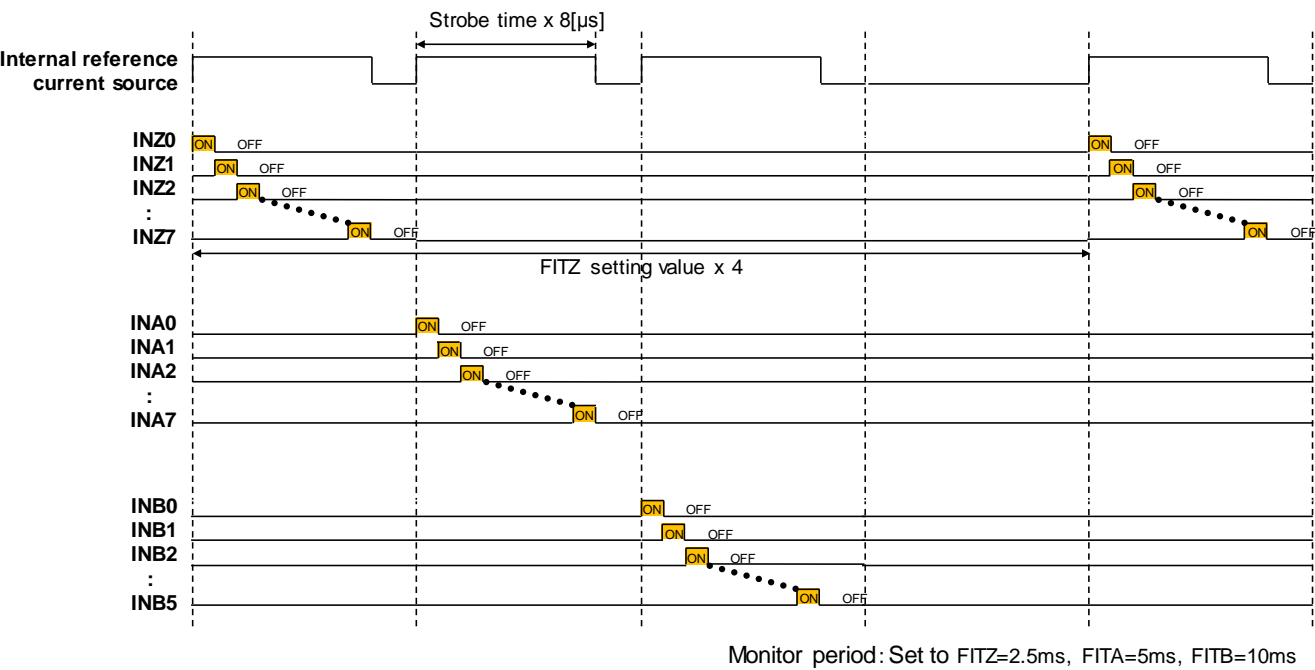 Strobe time x 8[µs]
Internal reference
current source
INZ0 ON OFF ON OFF
INZ1 ON OFF ON OFF
INZ2 ON OFF ON OFF
:
INZ7 ON OFF ON OFF
FITZ setting value x 4
INA0 ON OFF
INA1 ON OFF
INA2 ON OFF
:
INA7 ON OFF
INB0 ON OFF
INB1 ON OFF
INB2 ON OFF
:
INB5 ON OFF
Monitor period: Set to FITZ=2.5ms, FITA=5ms, FITB=10ms